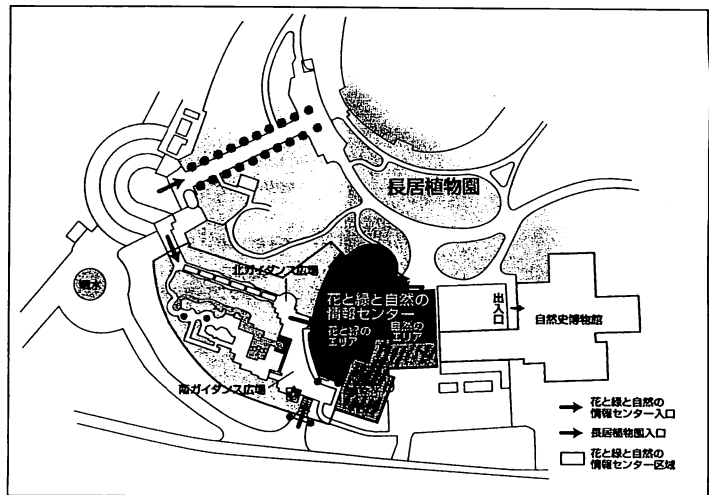 長居植物園
北ガイダンス広場
噴水
花と緑と自然の
情報センター
花と緑の
エリア
自然の
エリア
出入口
自然史博物館
南ガイダンス広場
花と緑と自然の
情報センター入口
長居植物園入口
花と緑と自然の
情報センター区域